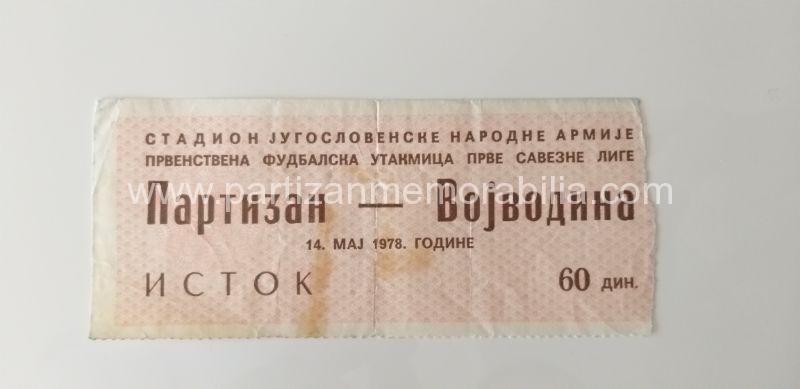 СТАДИОН ЈУГОСЛОВЕНСКЕ НАРОДНЕ АРМИЈЕ
ПРВЕНСТВЕНА ФУДБАЛСКА УТАКМИЦА ПРВЕ САВЕЗНЕ ЛИГЕ
www.partizanmemorabilia.com
Партизан — Војводина
14. МАЈ 1978. ГОДИНЕ
ИСТОК 60 ДИН.